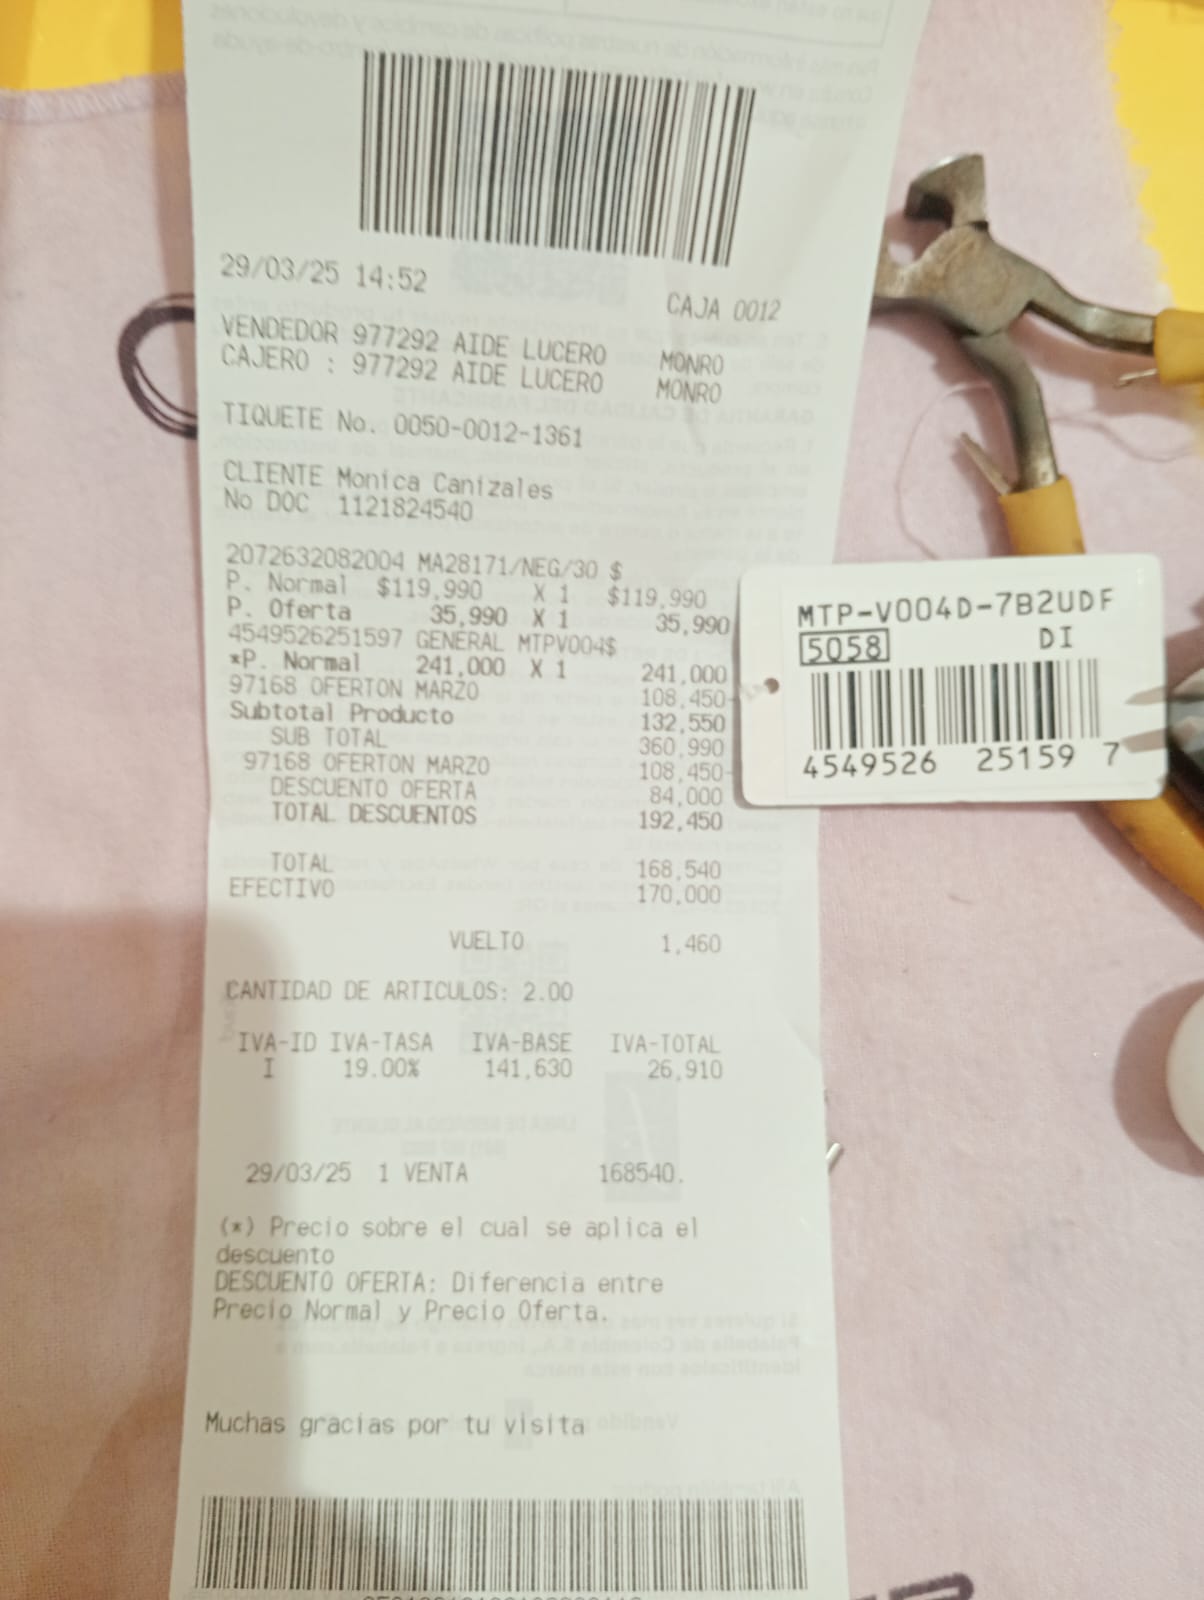 29/03/25 14:52
CAJA 0012
VENDEDOR 977292 AIDE LUCERO MONRO
CAJERO : 977292 AIDE LUCERO MONRO
TIQUETE No. 0050-0012-1361
CLIENTE Monica Canizales
No DOC 1121824540
2072632082004 MA28171/NEG/30 $
P. Normal $119,990 X 1 $119,990
P. Oferta 35,990 X 1 35,990
4549526251597 GENERAL MTPV004$
*P. Normal 241,000 X 1 241,000
97168 OFERTON MARZO 108,450-
Subtotal Producto 132,550
SUB TOTAL 360,990
97168 OFERTON MARZO 108,450-
DESCUENTO OFERTA 84,000
TOTAL DESCUENTOS 192,450
TOTAL 168,540
EFECTIVO 170,000
VUELTO 1,460
CANTIDAD DE ARTICULOS: 2.00
IVA-ID IVA-TASA IVA-BASE IVA-TOTAL
I 19.00% 141,630 26,910
29/03/25 1 VENTA 168540.
(*) Precio sobre el cual se aplica el
descuento
DESCUENTO OFERTA: Diferencia entre
Precio Normal y Precio Oferta.
Muchas gracias por tu visita
MTP-V004D-7B2UDF
5058 DI
4549526 25159 7